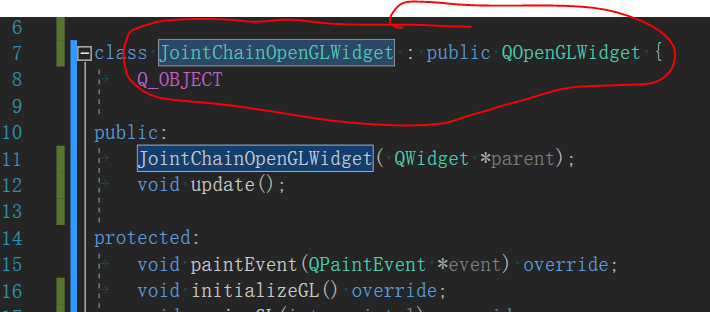 6
7 class JointChainOpenGLWidget : public QOpenGLWidget {
8 Q_OBJECT
9
10 public:
11 JointChainOpenGLWidget( QWidget *parent);
12 void update();
13
14 protected:
15 void paintEvent(QPaintEvent *event) override;
16 void initializeGL() override;